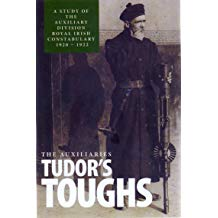 A STUDY OF THE
AUXILIARY
DIVISION
ROYAL IRISH
CONSTABULARY
1920 – 1922
THE AUXILIARIES
TUDOR'S
TOUGHS